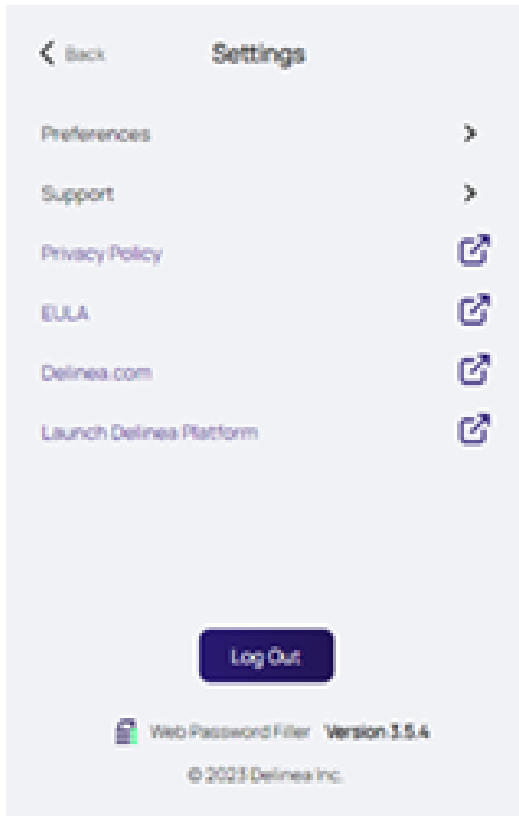 Back Settings
Preferences
Support
Privacy Policy
EULA
Delinea.com
Launch Delinea Platform
Log Out
Web Password Filler Version 3.5.4
© 2023 Delinea Inc.